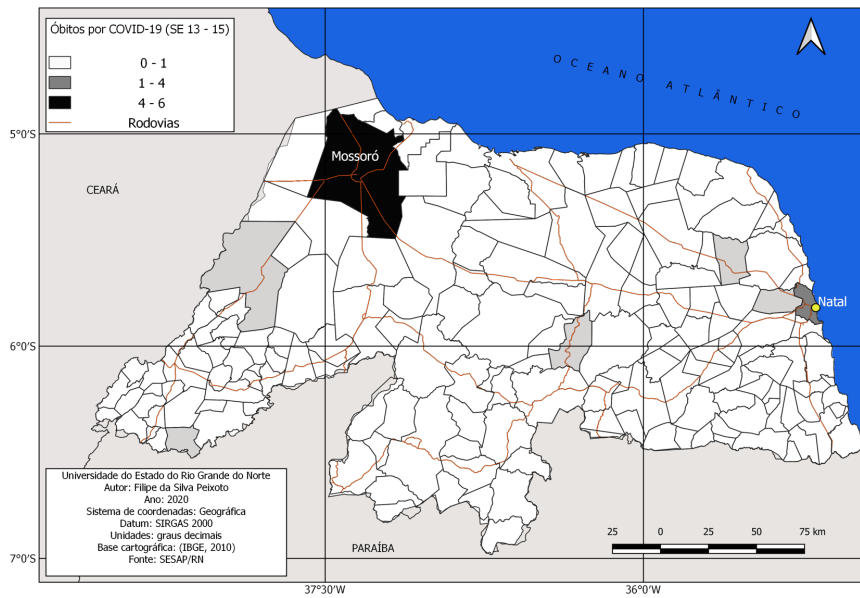 Óbitos por COVID-19 (SE 13 - 15)
0 - 1
1 - 4
4 - 6
Rodovias
OCEANO ATLÂNTICO
5°0'S
Mossoró
CEARÁ
Natal
6°0'S
Universidade do Estado do Rio Grande do Norte
Autor: Filipe da Silva Peixoto
Ano: 2020
Sistema de coordenadas: Geográfica
Datum: SIRGAS 2000
Unidades: graus decimais
Base cartográfica: (IBGE, 2010)
Fonte: SESAP/RN
25 0 25 50 75 km
PARAÍBA
7°0'S
37°30'W
36°0'W